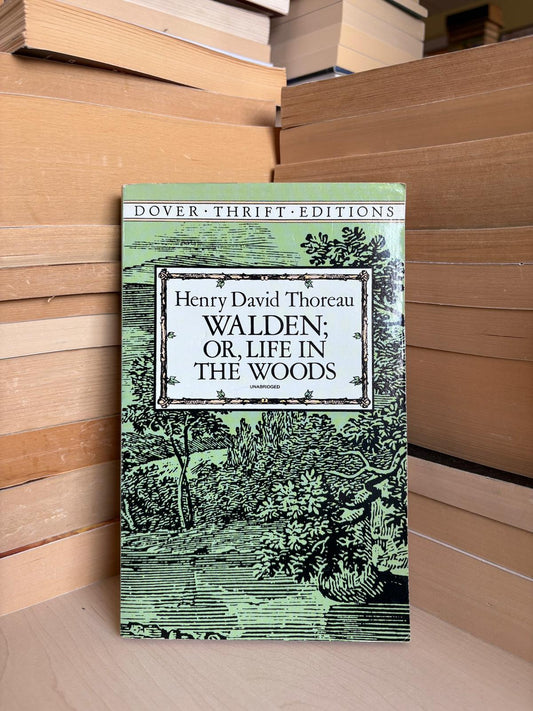 DOVER · THRIFT · EDITIONS
Henry David Thoreau
WALDEN;
OR, LIFE IN
THE WOODS
UNABRIDGED